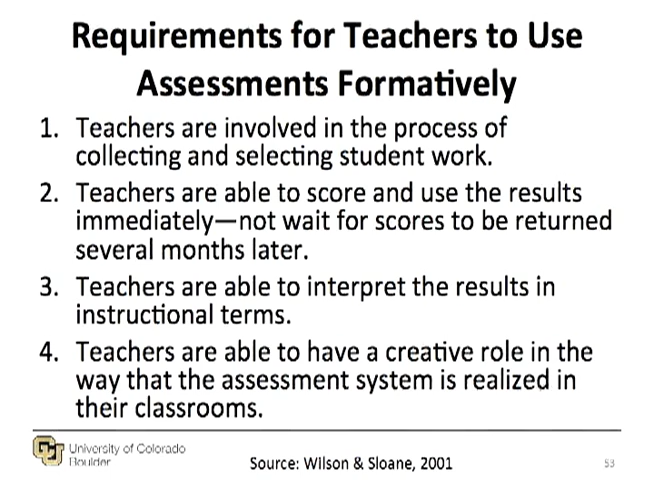 Requirements for Teachers to Use
Assessments Formatively
1. Teachers are involved in the process of
collecting and selecting student work.
2. Teachers are able to score and use the results
immediately—not wait for scores to be returned
several months later.
3. Teachers are able to interpret the results in
instructional terms.
4. Teachers are able to have a creative role in the
way that the assessment system is realized in
their classrooms.
CU
University of Colorado
Boulder
Source: Wilson & Sloane, 2001
53